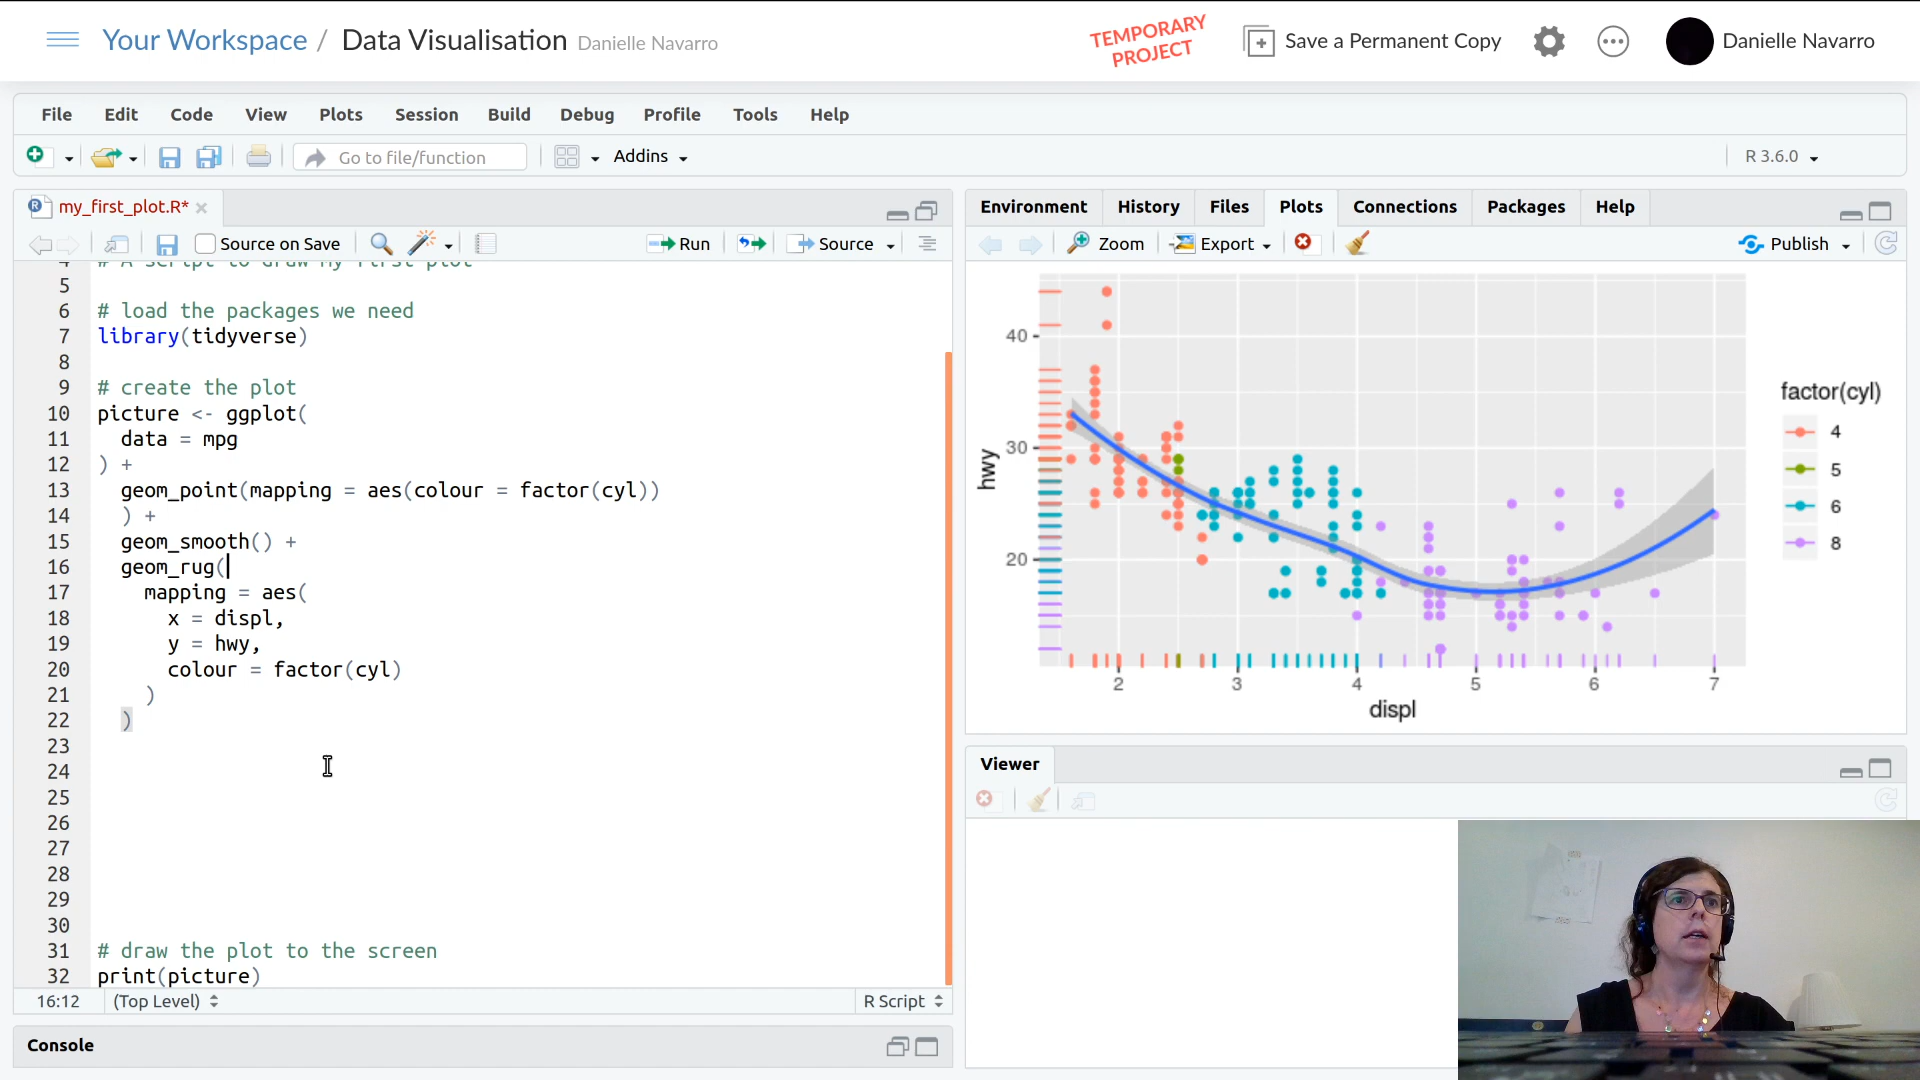 Your Workspace / Data Visualisation Danielle Navarro
TEMPORARY
PROJECT
Save a Permanent Copy
Danielle Navarro
File Edit Code View Plots Session Build Debug Profile Tools Help
Go to file/function
Addins
R 3.6.0
my_first_plot.R*
Source on Save
Run
Source
4 # A script to draw my first plot
5
6 # load the packages we need
7 library(tidyverse)
8
9 # create the plot
10 picture <- ggplot(
11 data = mpg
12 ) +
13 geom_point(mapping = aes(colour = factor(cyl))
14 ) +
15 geom_smooth() +
16 geom_rug(
17 mapping = aes(
18 x = displ,
19 y = hwy,
20 colour = factor(cyl)
21 )
22 )
23
24
25
26
27
28
29
30
31 # draw the plot to the screen
32 print(picture)
16:12 (Top Level) R Script
Console
Environment History Files Plots Connections Packages Help
Zoom Export Publish
40
30
20
hwy
2 3 4 5 6 7
displ
factor(cyl)
4
5
6
8
Viewer